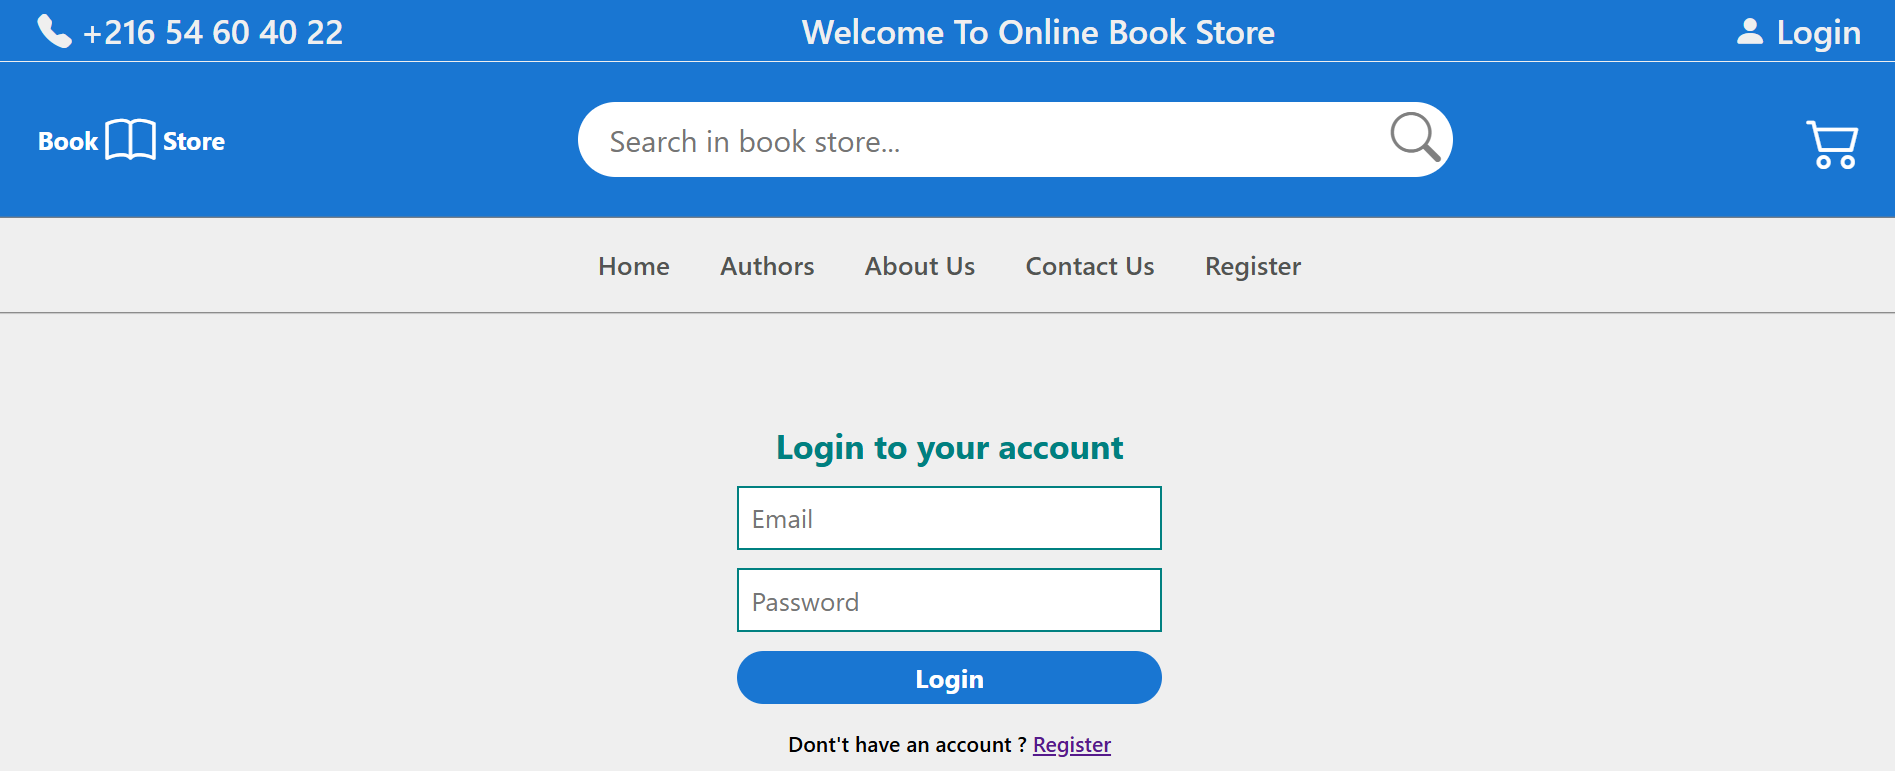 +216 54 60 40 22 Welcome To Online Book Store Login
Book Store Search in book store...
Home Authors About Us Contact Us Register
Login to your account
Email
Password
Login
Dont't have an account ? Register